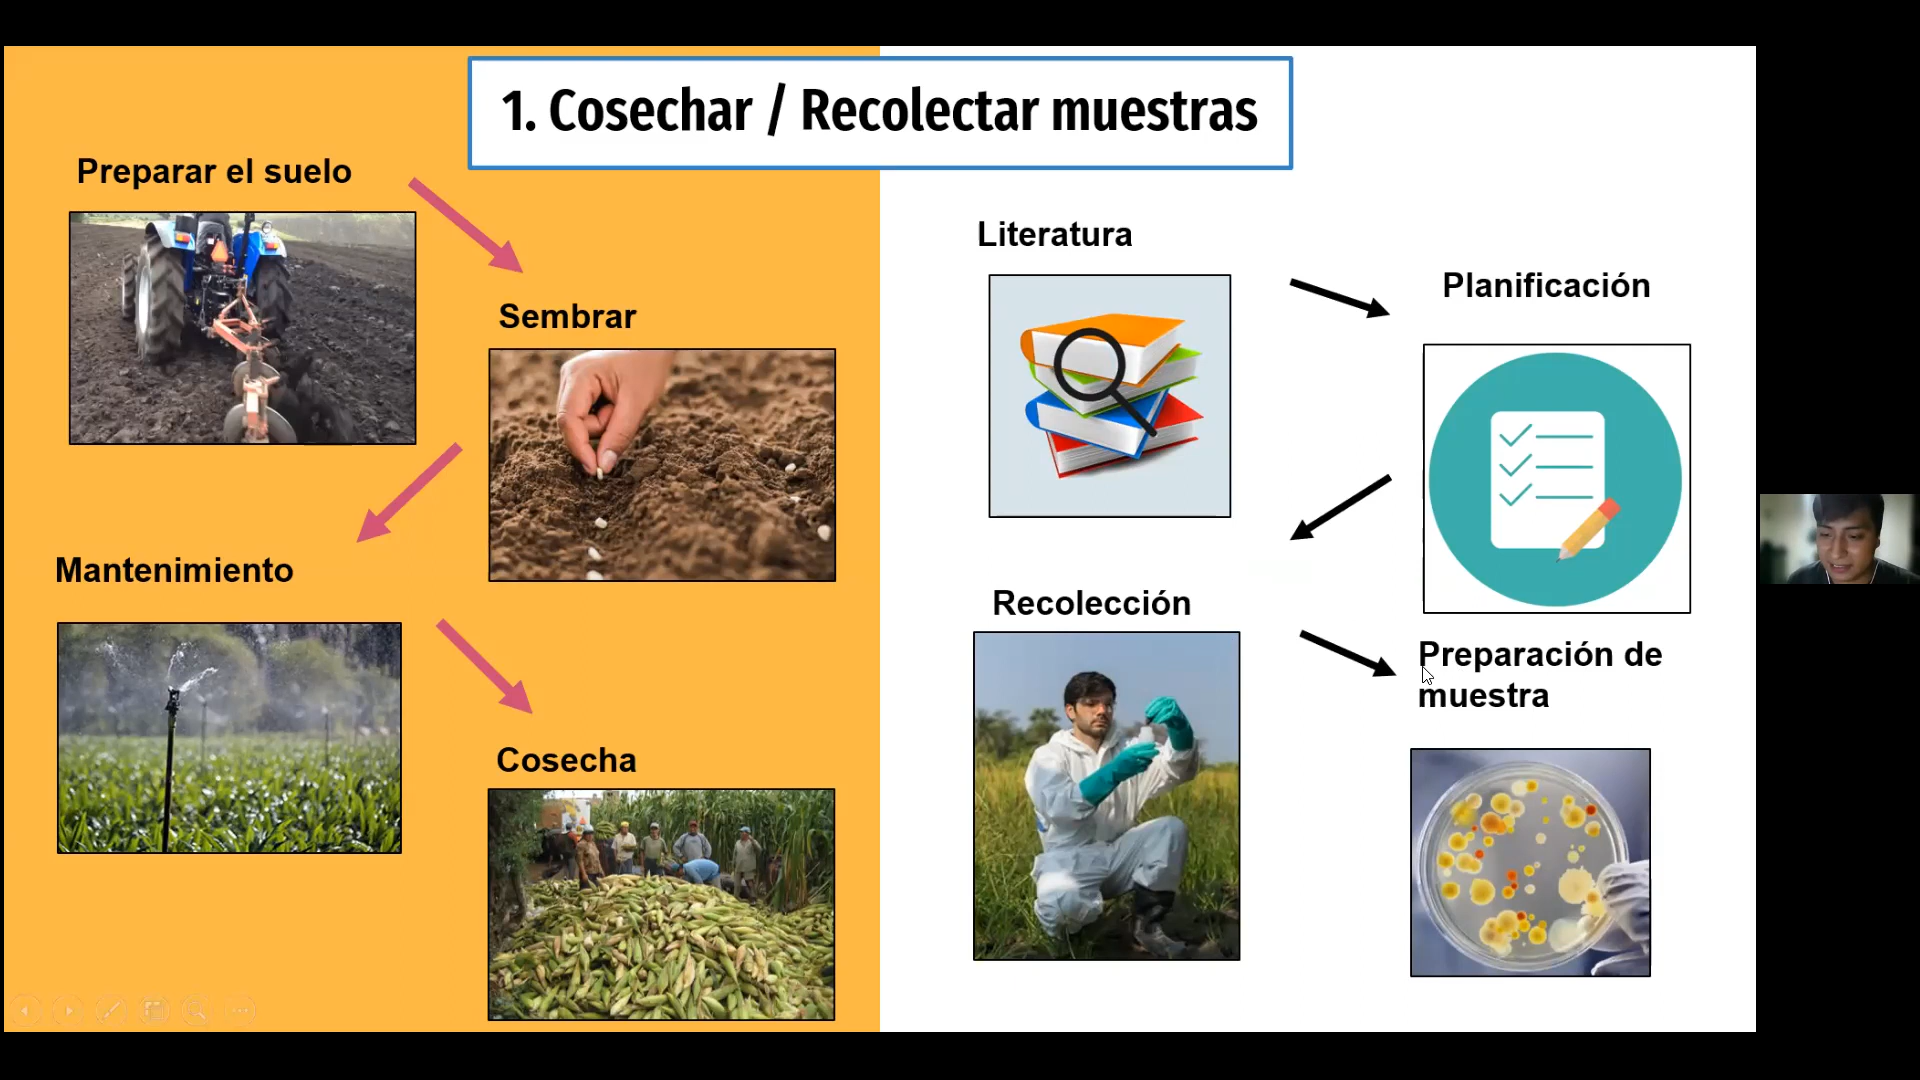 1. Cosechar / Recolectar muestras
Preparar el suelo
Sembrar
Mantenimiento
Cosecha
Literatura
Planificación
Recolección
Preparación de
muestra